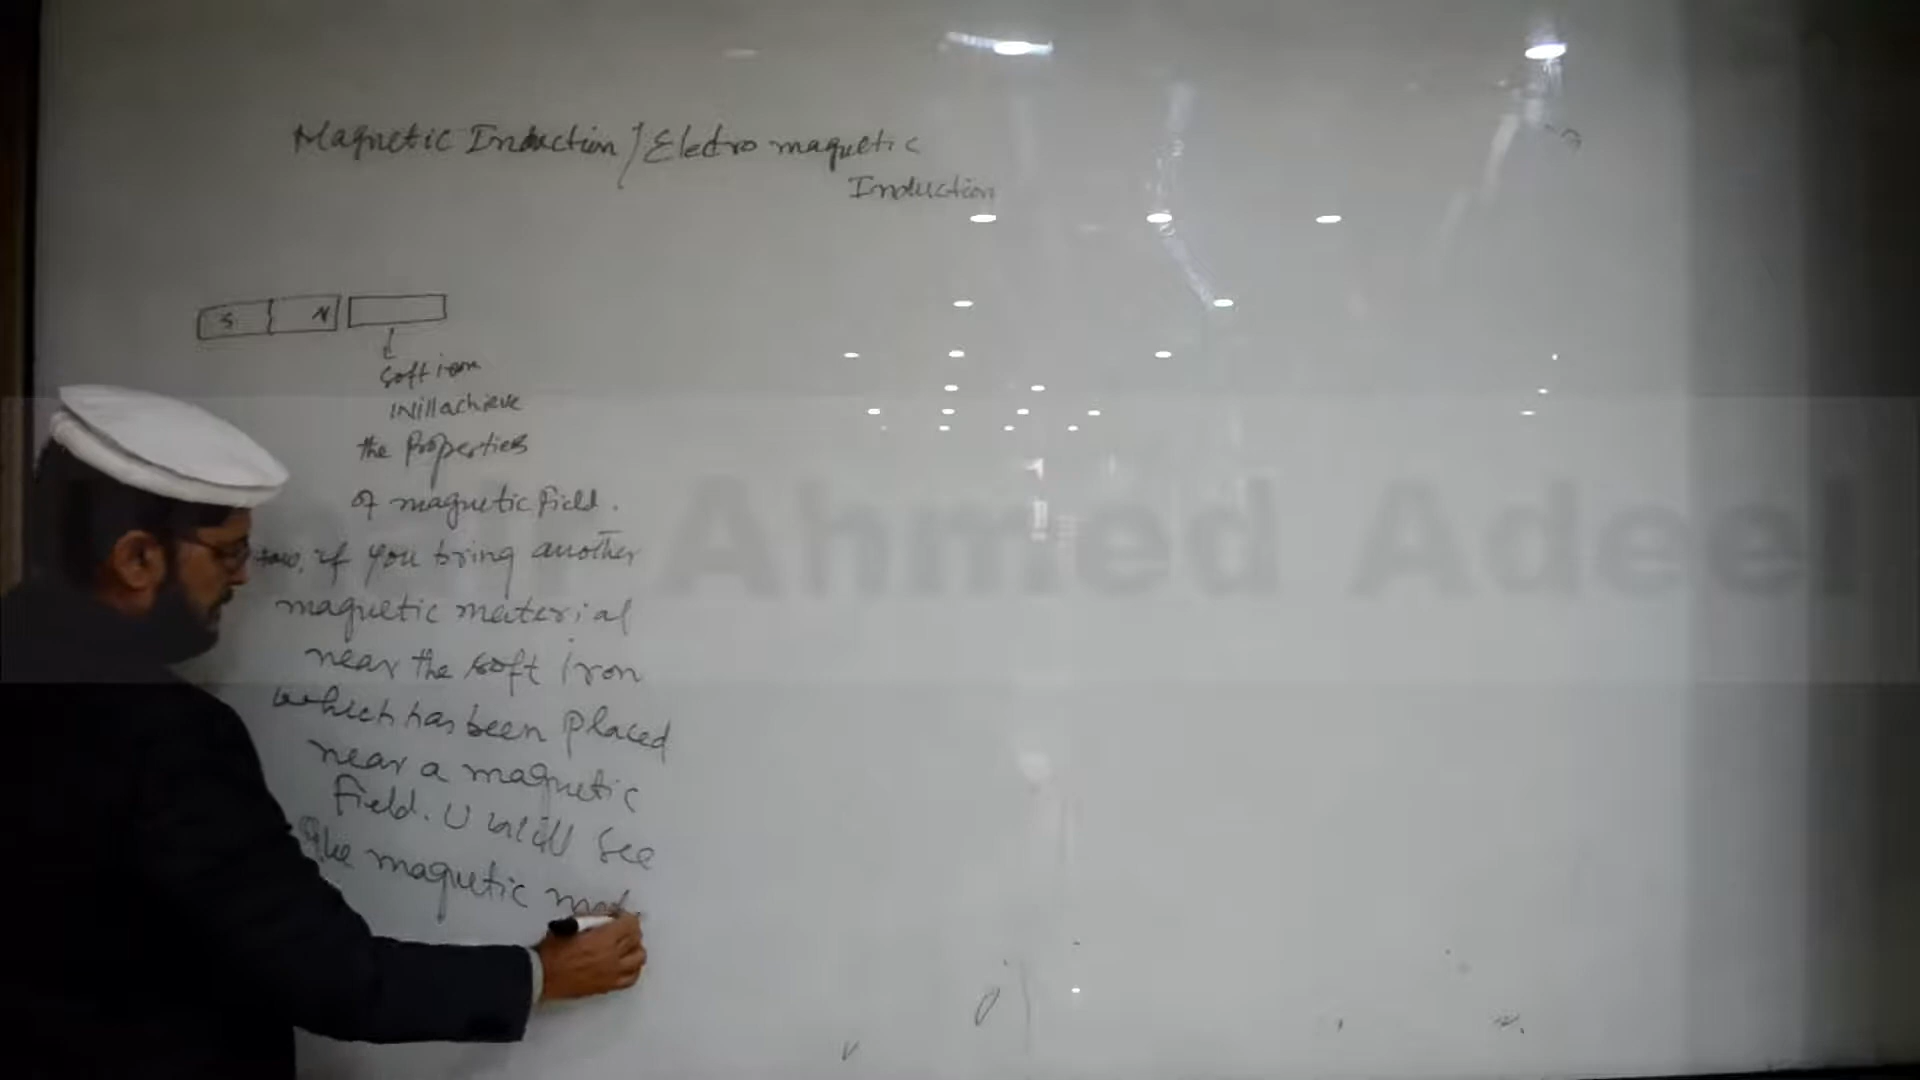 Magnetic Induction / Electro magnetic
Induction
S N
Soft iron
will achieve
the Properties
of magnetic field.
if you bring another
magnetic material
near the soft iron
which has been placed
near a magnetic
field. U will see
the magnetic
Ahmed Adeel